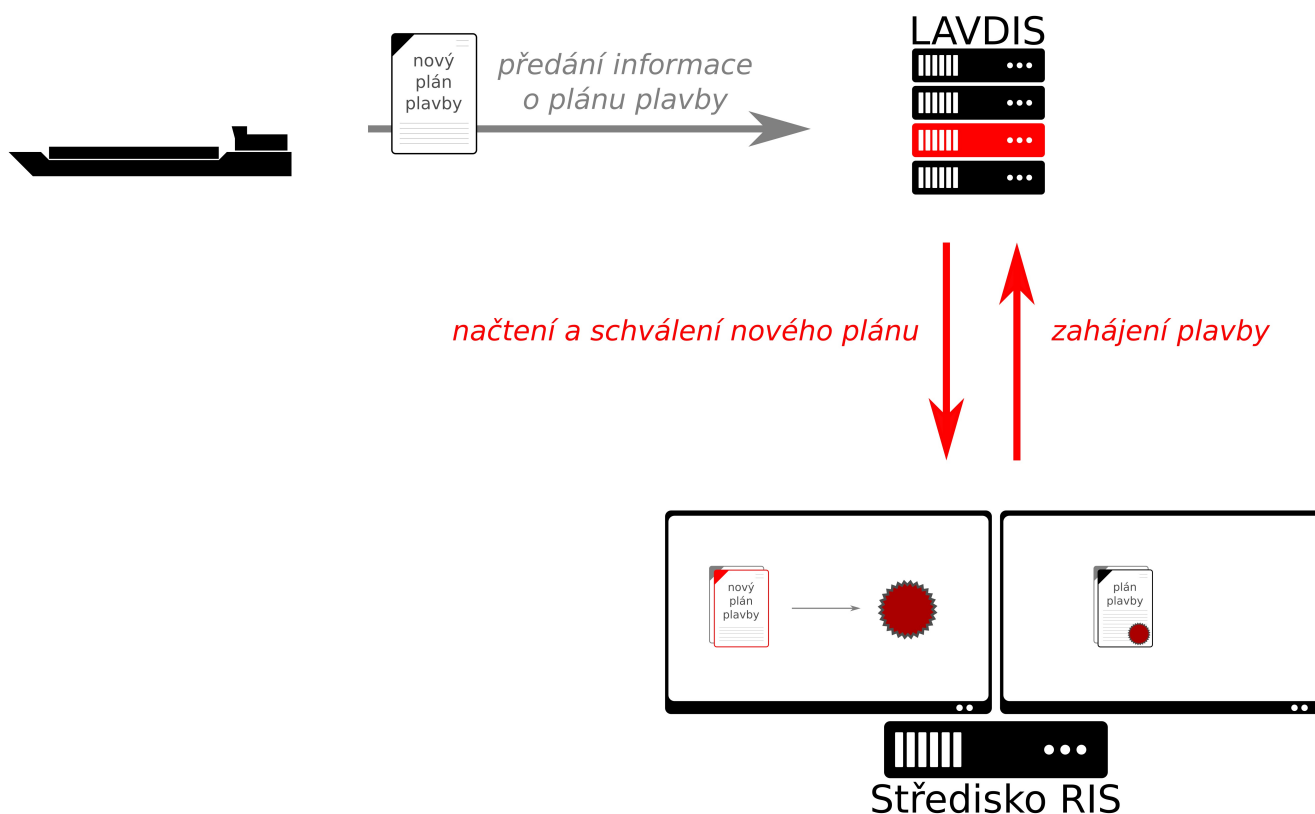 LAVDIS
nový
plán
plavby
předání informace
o plánu plavby
načtení a schválení nového plánu
zahájení plavby
nový
plán
plavby
plán
plavby
Středisko RIS